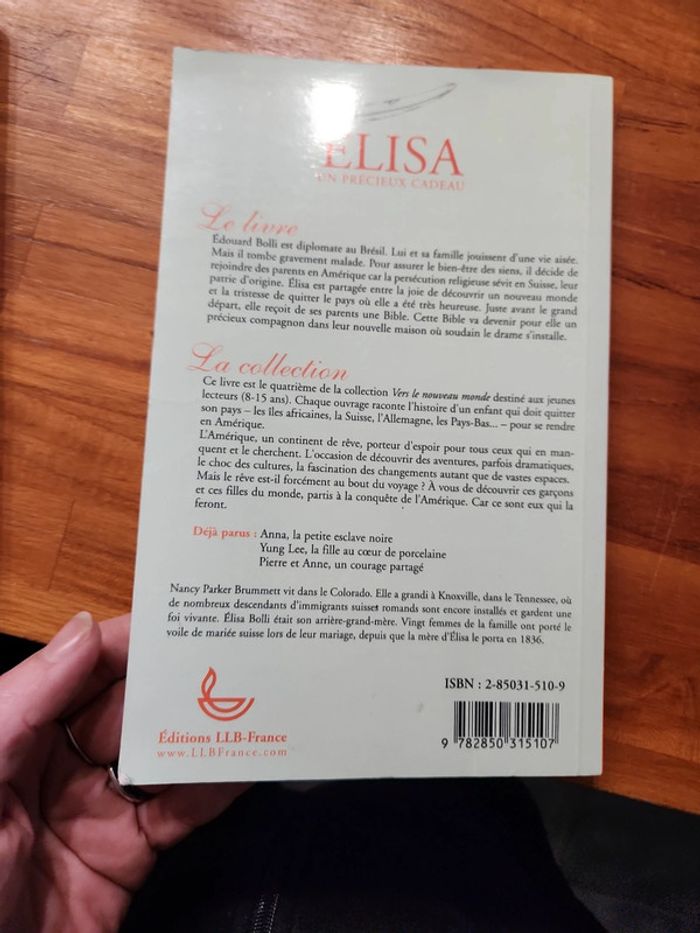 ÉLISA
UN PRÉCIEUX CADEAU
Le livre
Édouard Bolli est diplomate au Brésil. Lui et sa famille jouissent d'une vie aisée.
Mais il tombe gravement malade. Pour assurer le bien-être des siens, il décide de
rejoindre des parents en Amérique car la persécution religieuse sévit en Suisse, leur
patrie d'origine. Élisa est partagée entre la joie de découvrir un nouveau monde
et la tristesse de quitter le pays où elle a été très heureuse. Juste avant le grand
départ, elle reçoit de ses parents une Bible. Cette Bible va devenir pour elle un
précieux compagnon dans leur nouvelle maison où soudain le drame s'installe.
La collection
Ce livre est le quatrième de la collection Vers le nouveau monde destiné aux jeunes
lecteurs (8-15 ans). Chaque ouvrage raconte l'histoire d'un enfant qui doit quitter
son pays – les îles africaines, la Suisse, l'Allemagne, les Pays-Bas... – pour se rendre
en Amérique.
L'Amérique, un continent de rêve, porteur d'espoir pour tous ceux qui en man-
quent et le cherchent. L'occasion de découvrir des aventures, parfois dramatiques,
le choc des cultures, la fascination des changements autant que de vastes espaces.
Mais le rêve est-il forcément au bout du voyage ? À vous de découvrir ces garçons
et ces filles du monde, partis à la conquête de l'Amérique. Car ce sont eux qui la
feront.
Déjà parus : Anna, la petite esclave noire
Yung Lee, la fille au cœur de porcelaine
Pierre et Anne, un courage partagé
Nancy Parker Brummett vit dans le Colorado. Elle a grandi à Knoxville, dans le Tennessee, où
de nombreux descendants d'immigrants suisses romands sont encore installés et gardent une
foi vivante. Élisa Bolli était son arrière-grand-mère. Vingt femmes de la famille ont porté le
voile de mariée suisse lors de leur mariage, depuis que la mère d'Élisa le porta en 1836.
ISBN : 2-85031-510-9
9 782850 315107
Éditions LLB-France
www.LLBFrance.com